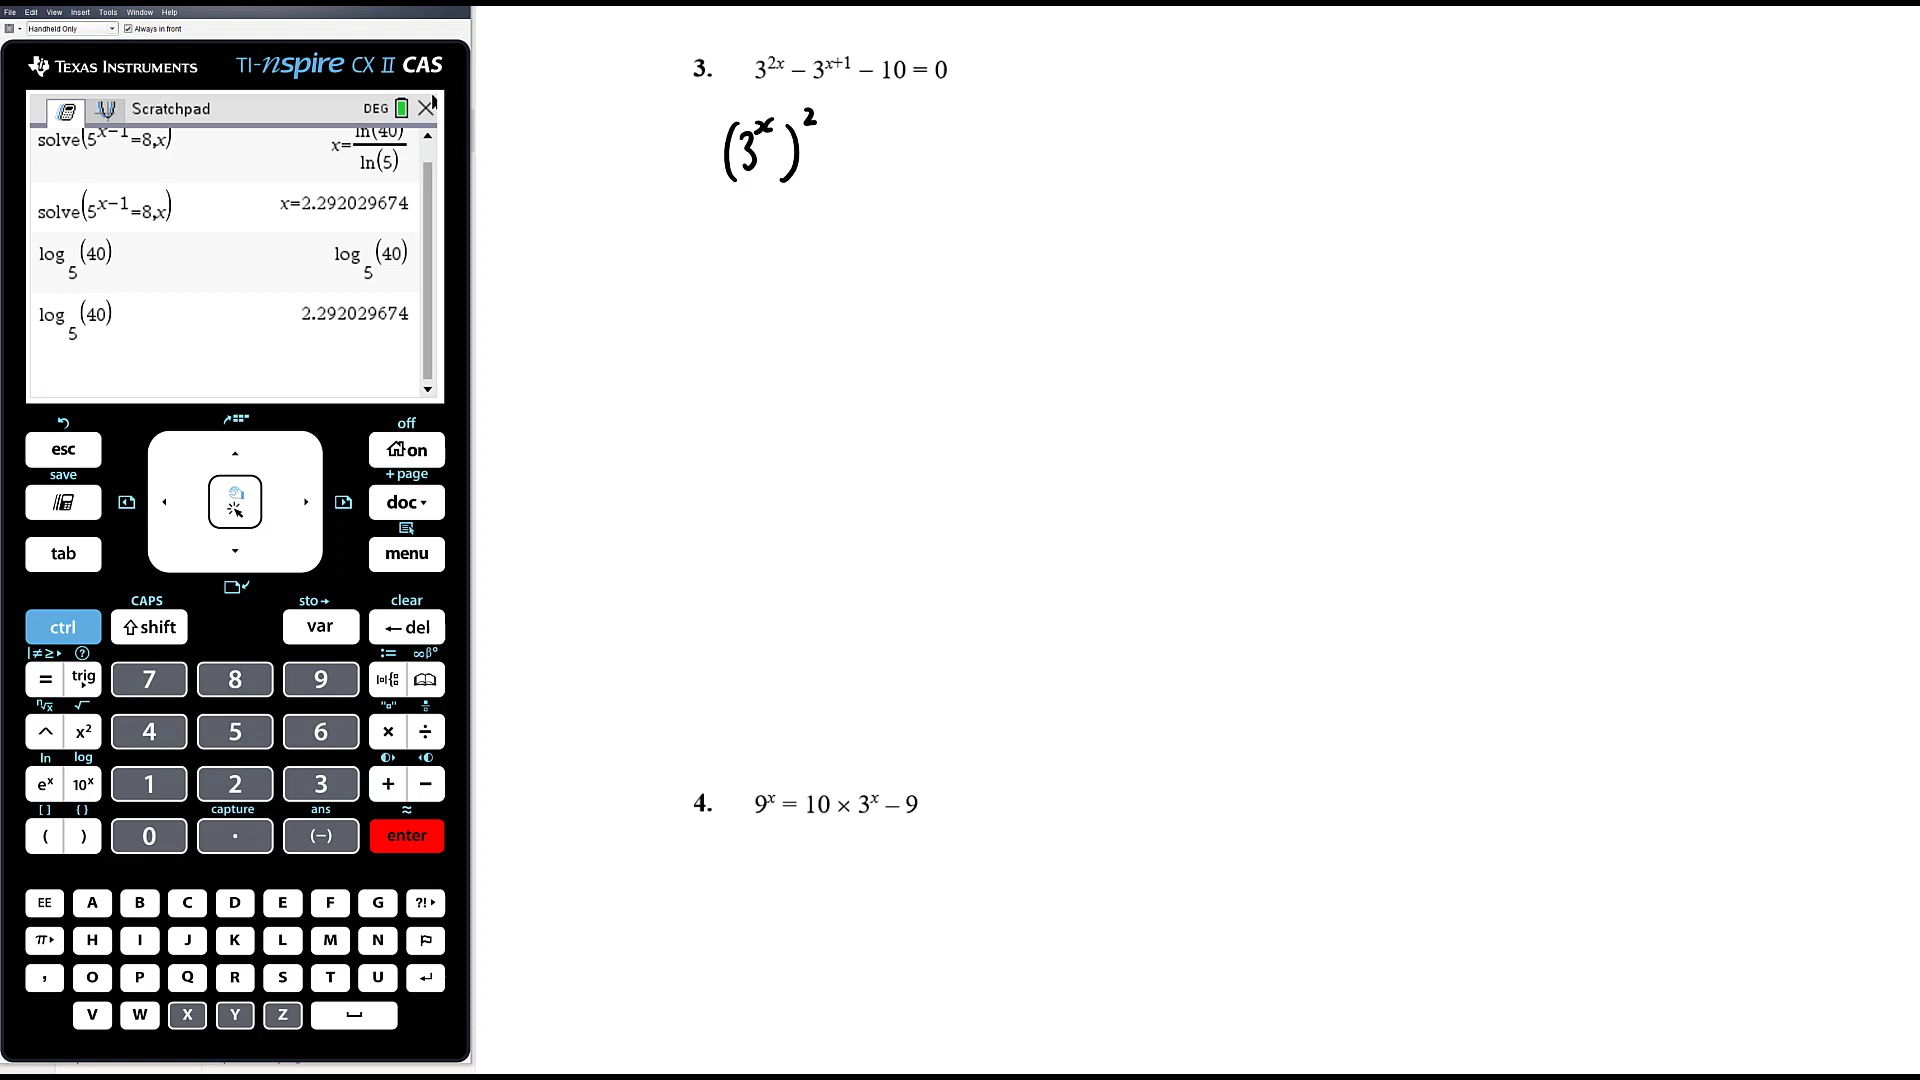 File Edit View Insert Tools Window Help
Handheld Only Always in front
TEXAS INSTRUMENTS TI-nspire CX II CAS
Scratchpad DEG
solve(5^{x-1}=8,x) x=ln(40)/ln(5)
solve(5^{x-1}=8,x) x=2.292029674
log_5(40) log_5(40)
log_5(40) 2.292029674
off
esc on
save + page
doc
tab menu
CAPS sto→ clear
ctrl shift var ←del
|≠≥▸ ? := ∞β°
= trig 7 8 9 |□|{□
ⁿ√x √ "□" □/□
^ x² 4 5 6 × ÷
ln log
eˣ 10ˣ 1 2 3 + −
[ ] { } capture ans ≈
( ) 0 . (−) enter
EE A B C D E F G ?!▸
π▸ H I J K L M N
, O P Q R S T U ↵
V W X Y Z
3. 3^{2x} − 3^{x+1} − 10 = 0
(3^x)^2
4. 9^x = 10 × 3^x − 9